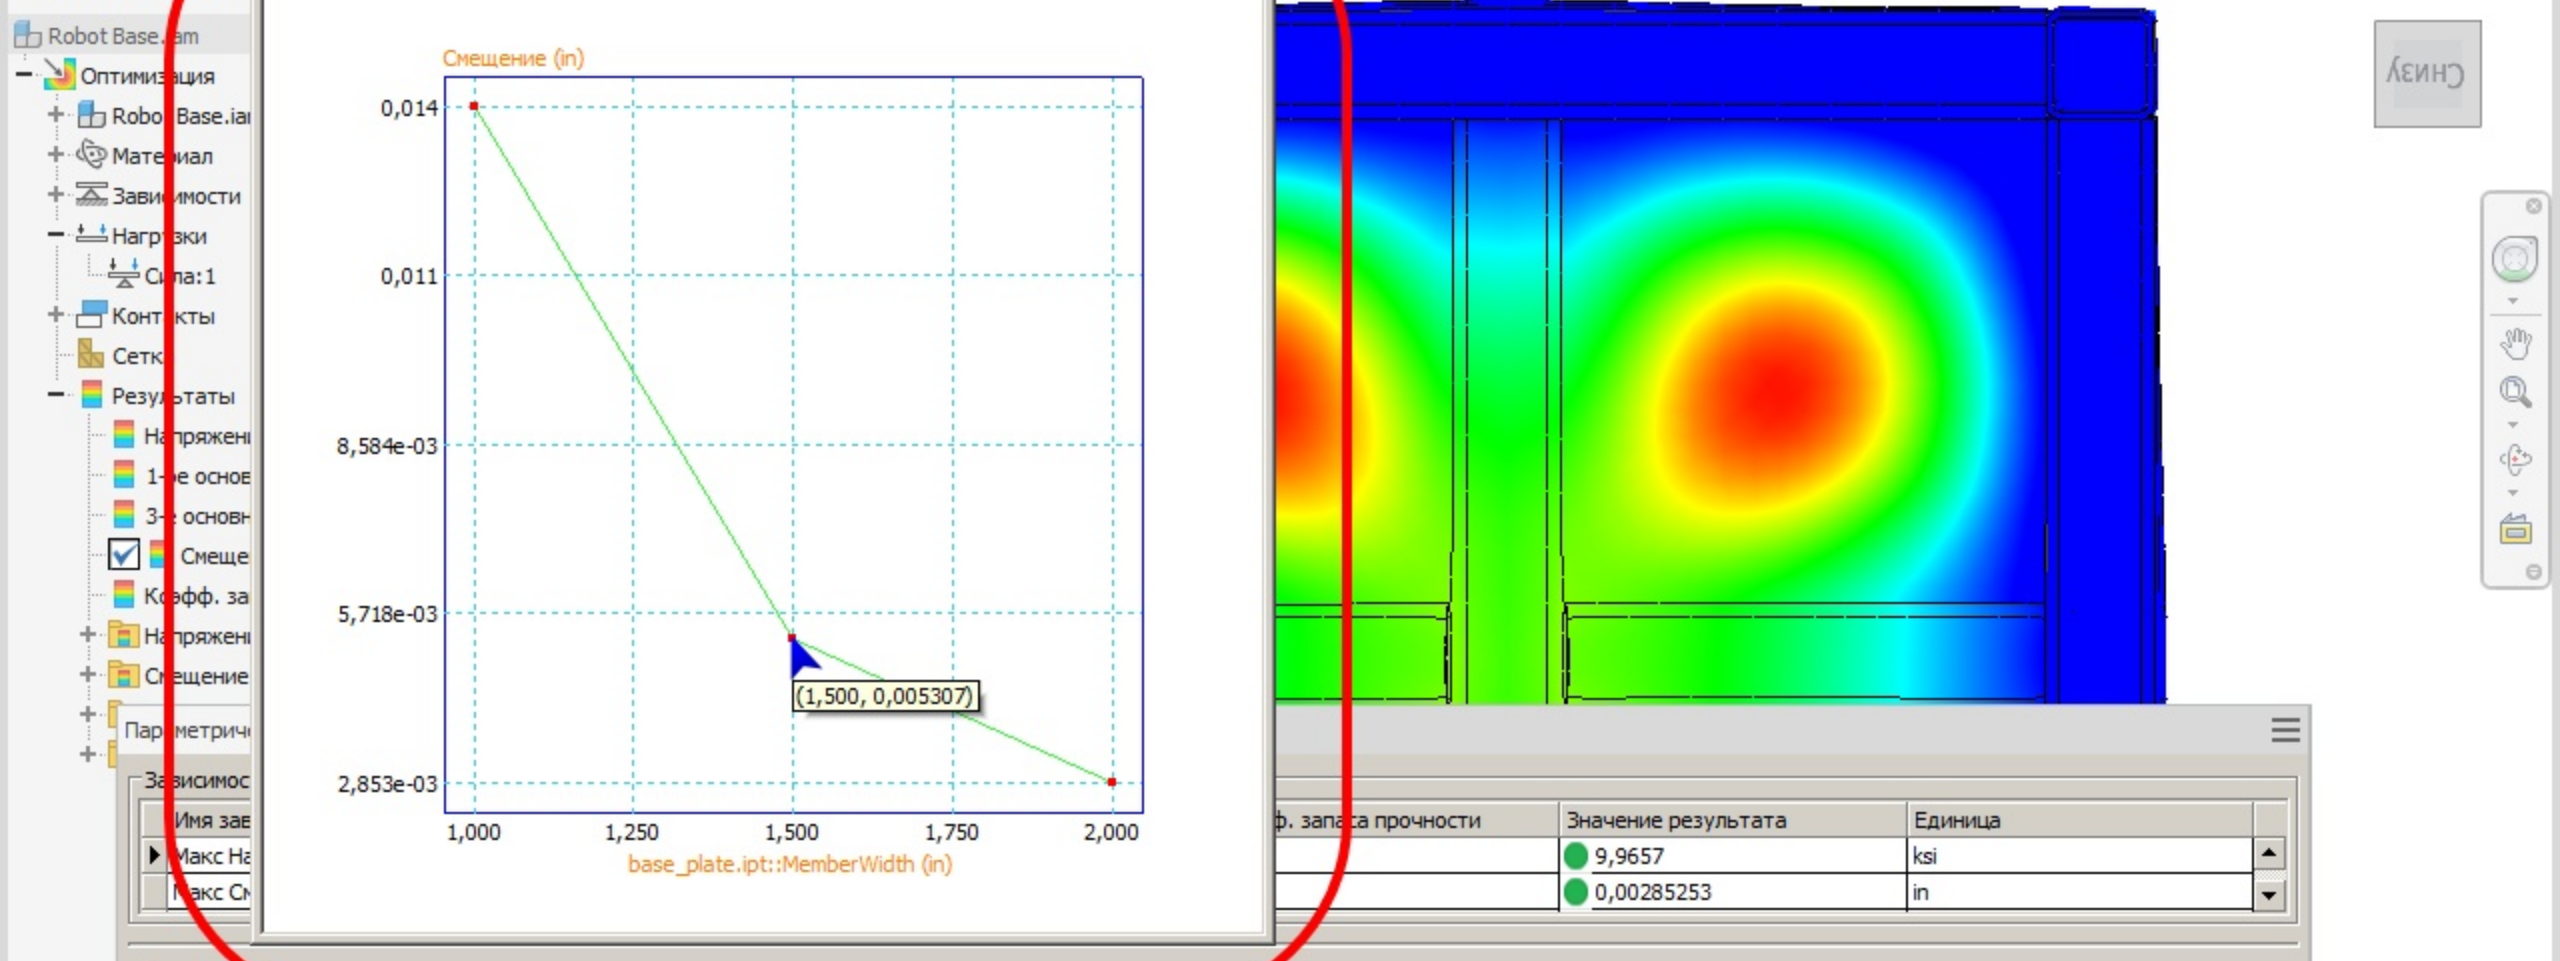 Robot Base.iam
Оптимизация
Robot Base.iam
Материал
Зависимости
Нагрузки
Сила:1
Контакты
Сетка
Результаты
Напряжени
1-ое основ
3-е основн
Смеще
Коэфф. за
Напряжени
Смещение
Параметрич
Зависимос
Имя зав
Макс На
Макс См
Смещение (in)
0,014
0,011
8,584e-03
5,718e-03
2,853e-03
(1,500, 0,005307)
1,000 1,250 1,500 1,750 2,000
base_plate.ipt::MemberWidth (in)
Снизу
ф. запаса прочности Значение результата Единица
9,9657 ksi
0,00285253 in